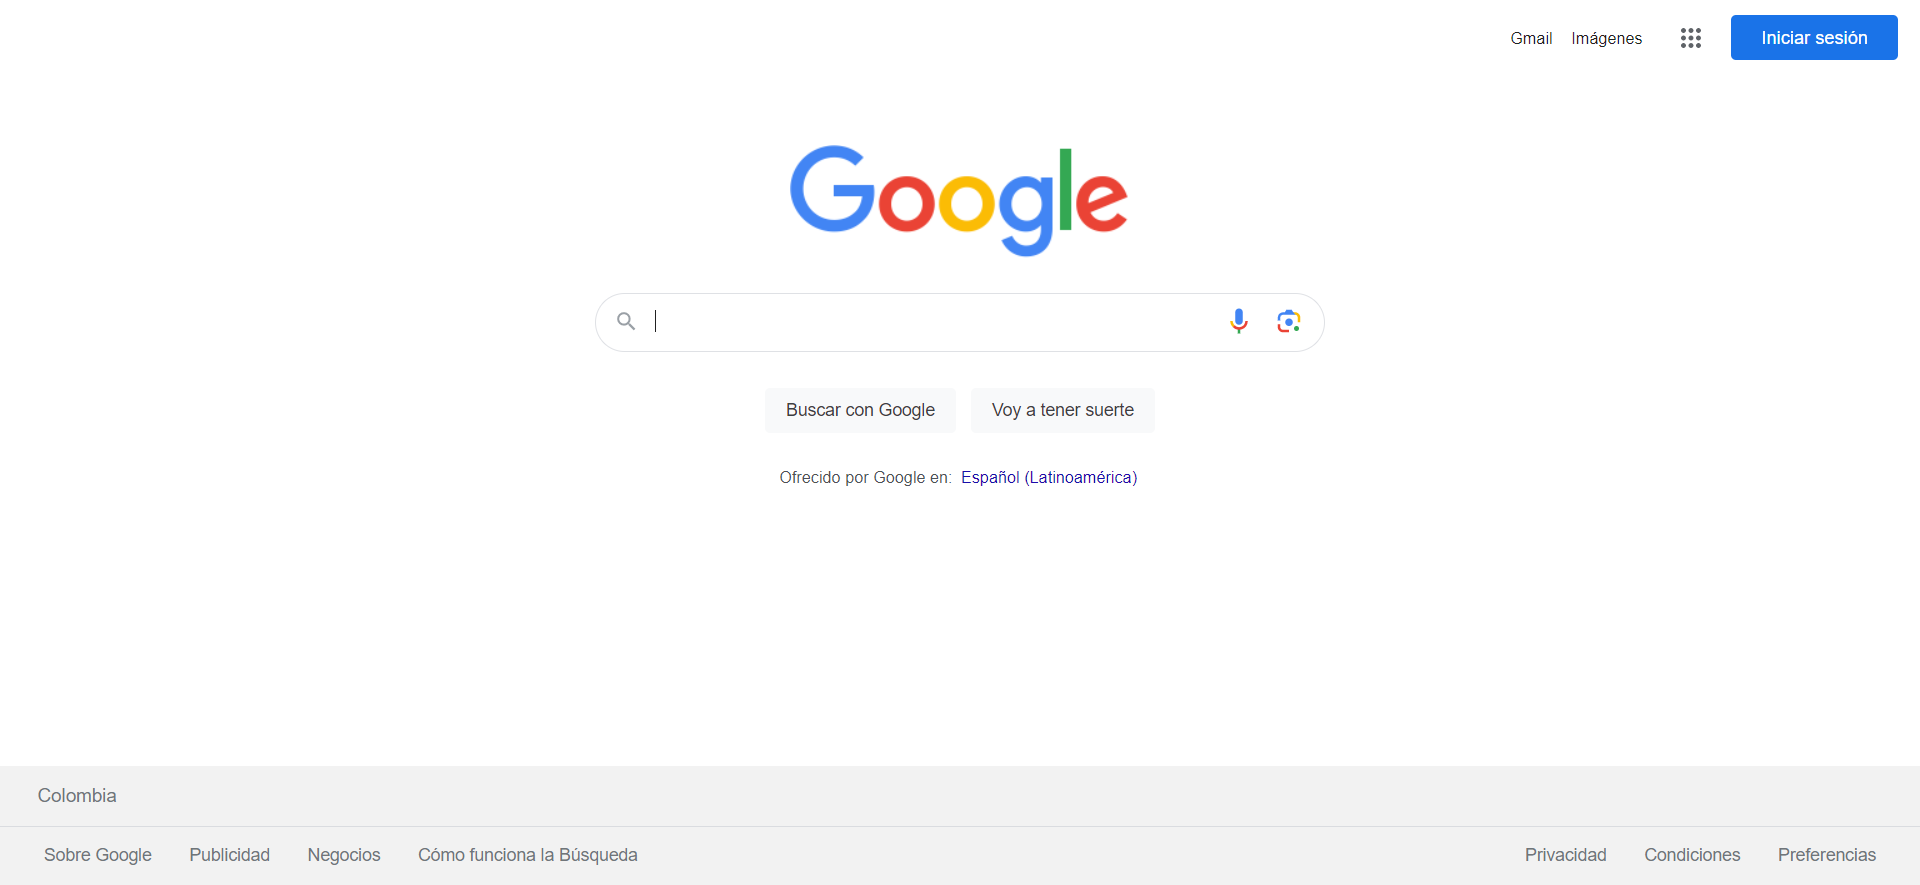 Gmail Imágenes Iniciar sesión
Google
Buscar con Google Voy a tener suerte
Ofrecido por Google en: Español (Latinoamérica)
Colombia
Sobre Google Publicidad Negocios Cómo funciona la Búsqueda Privacidad Condiciones Preferencias